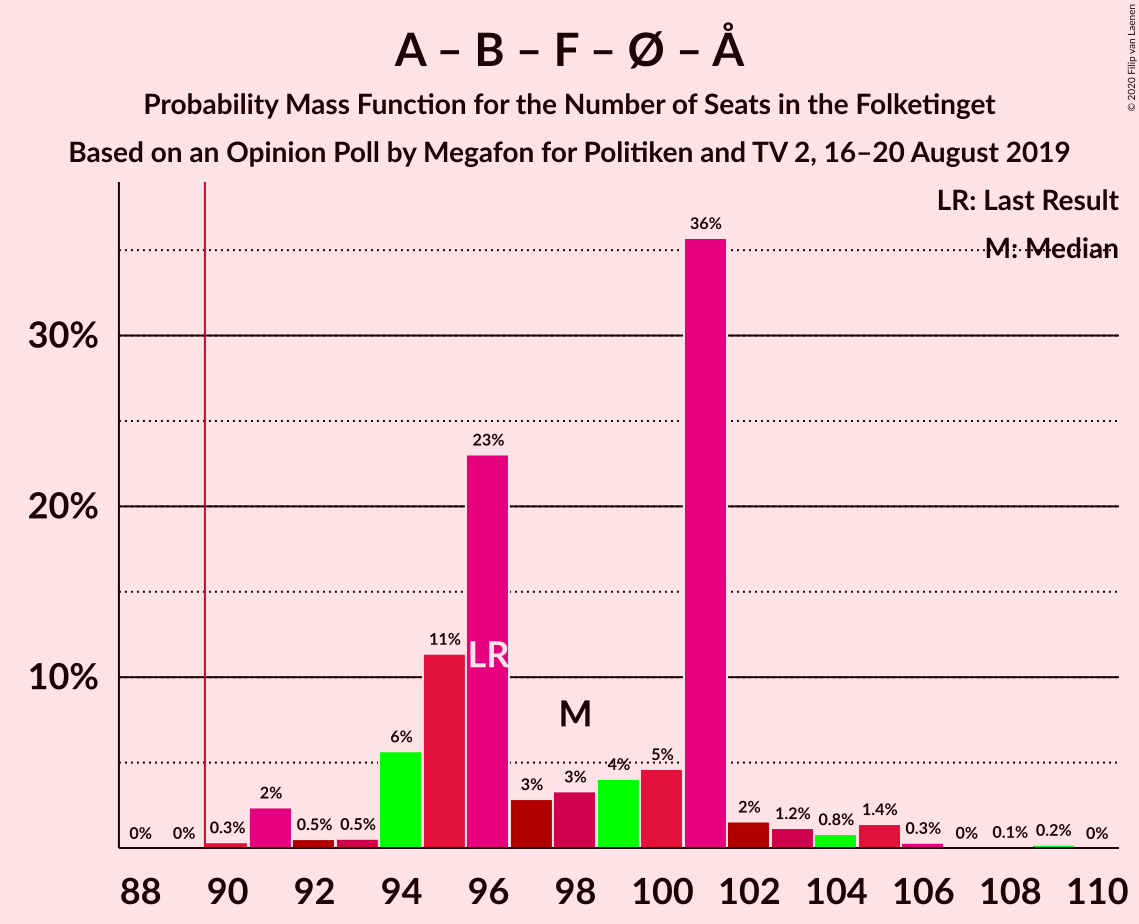 A – B – F – Ø – Å
Probability Mass Function for the Number of Seats in the Folketinget
Based on an Opinion Poll by Megafon for Politiken and TV 2, 16–20 August 2019
© 2020 Filip van Laenen
LR: Last Result
M: Median
36%
30%
23%
20%
11%
LR
10%
M
6%
5%
4%
3%
3%
2%
2%
1.4%
1.2%
0.8%
0.5%
0.5%
0.3%
0.3%
0.2%
0.1%
0%
0%
0%
0%
88 90 92 94 96 98 100 102 104 106 108 110